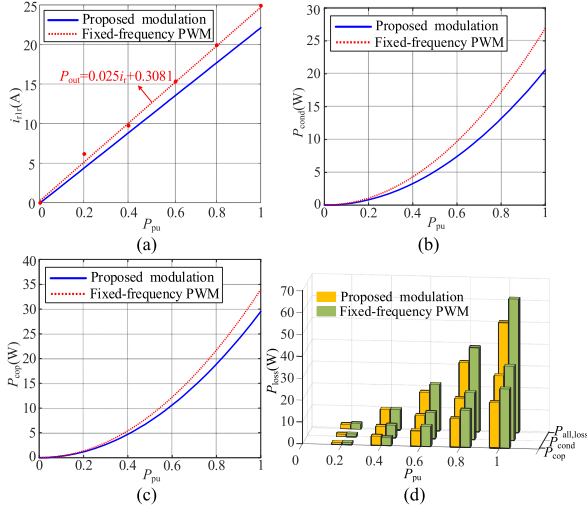 25
20
15
10
5
0
i_r1r(A)
Proposed modulation
Fixed-frequency PWM
P_out=0.025i_t+0.3081
0 0.2 0.4 0.6 0.8 1
P_pu
(a)
30
25
20
15
10
5
0
P_cond(W)
Proposed modulation
Fixed-frequency PWM
0 0.2 0.4 0.6 0.8 1
P_pu
(b)
40
35
30
25
20
15
10
5
0
P_cop(W)
Proposed modulation
Fixed-frequency PWM
0 0.2 0.4 0.6 0.8 1
P_pu
(c)
70
60
50
40
30
20
10
0
P_loss(W)
Proposed modulation
Fixed-frequency PWM
0 0.2 0.4 0.6 0.8 1
P_pu
P_all,loss
P_cond
P_cop
(d)